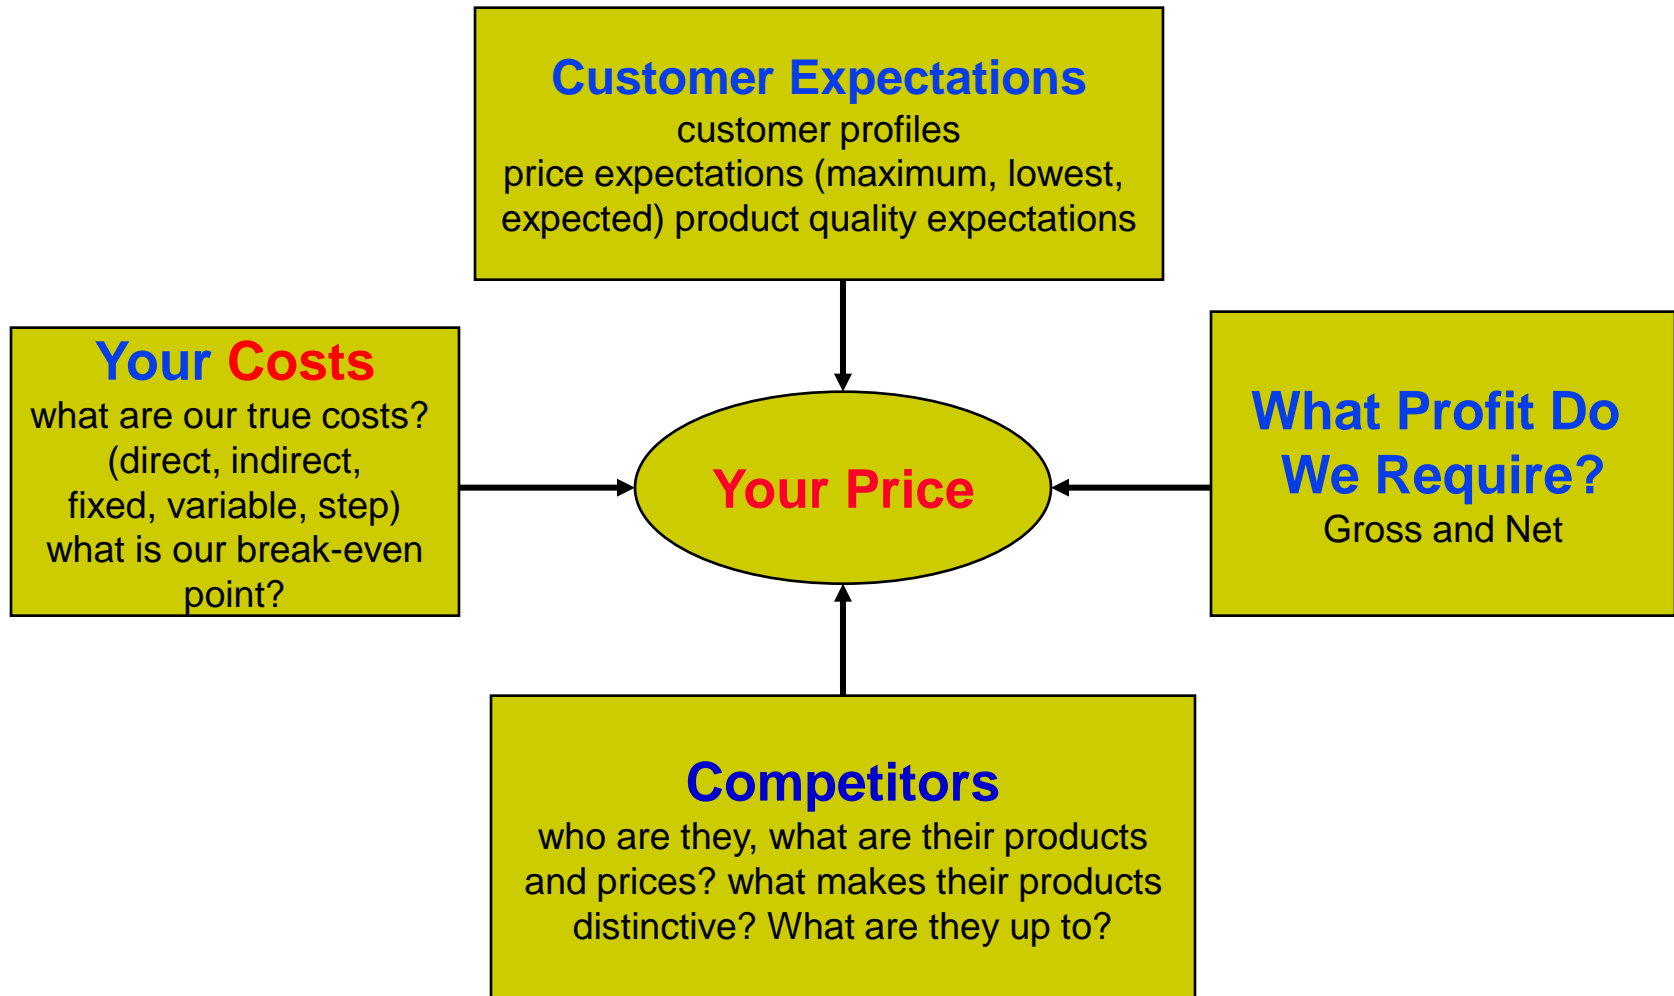 Customer Expectations
customer profiles
price expectations (maximum, lowest,
expected) product quality expectations
Your Costs
what are our true costs?
(direct, indirect,
fixed, variable, step)
what is our break-even
point?
Your Price
What Profit Do
We Require?
Gross and Net
Competitors
who are they, what are their products
and prices? what makes their products
distinctive? What are they up to?